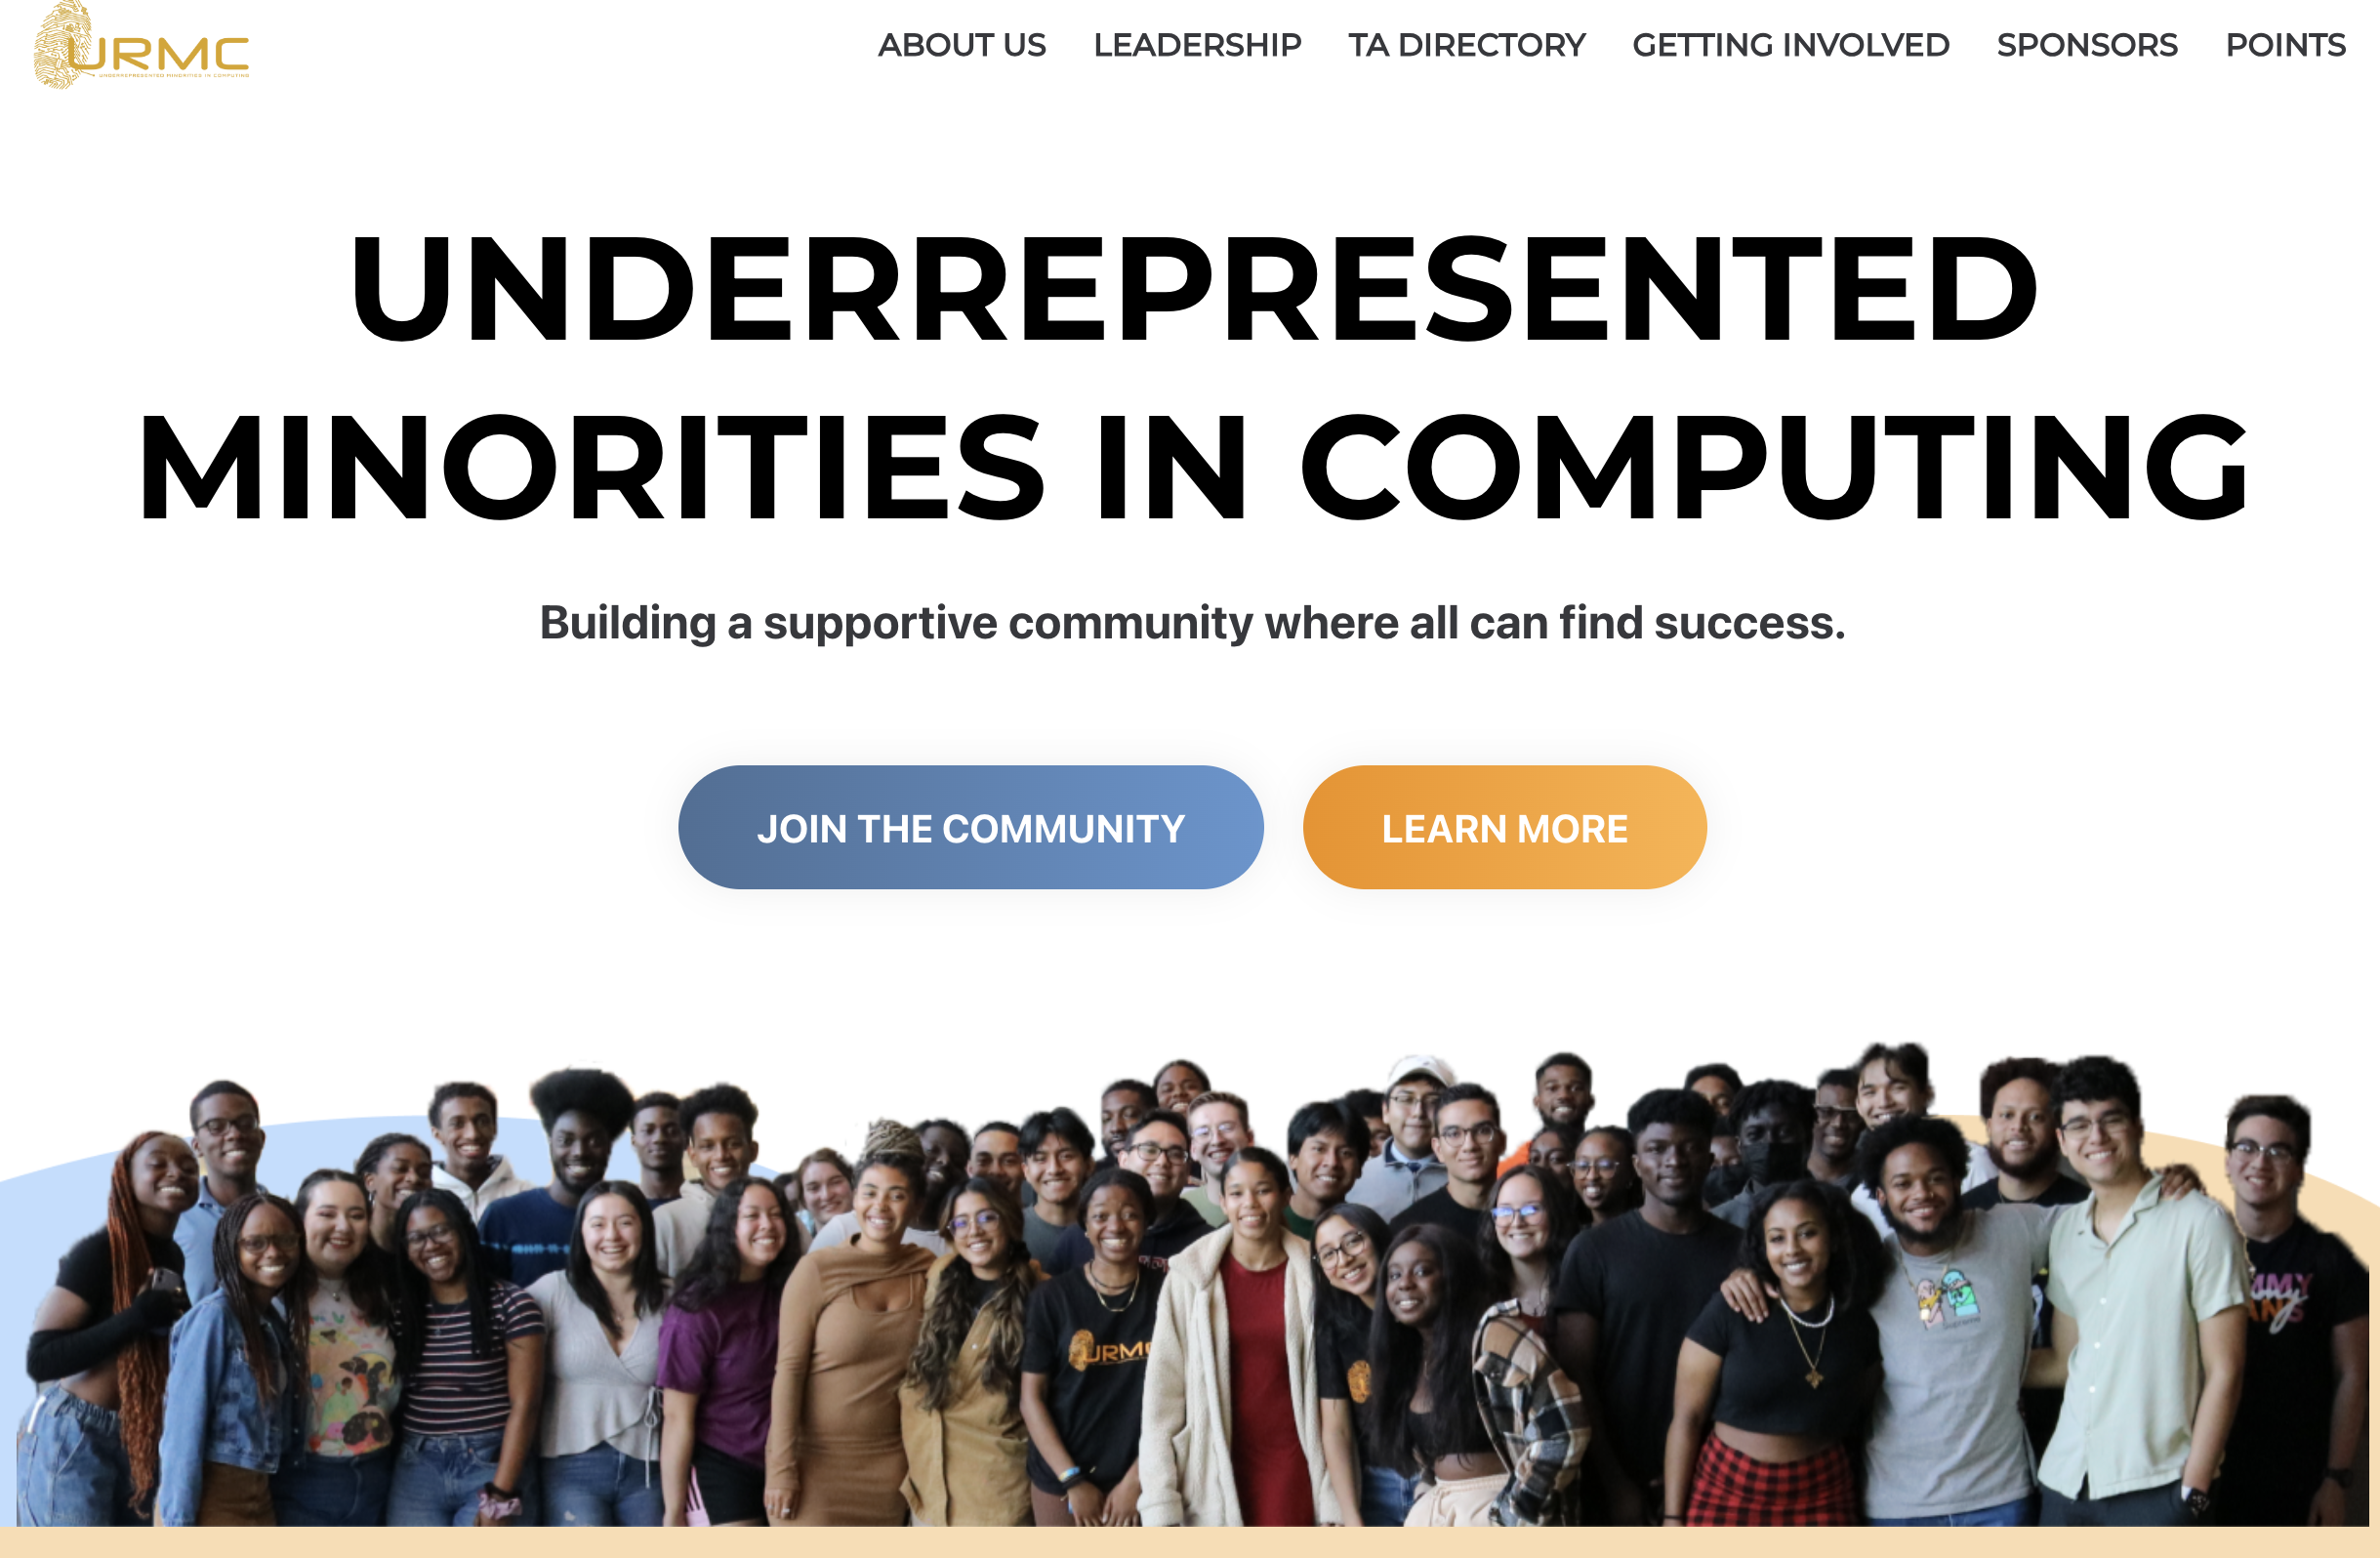 URMC
UNDERREPRESENTED MINORITIES IN COMPUTING
ABOUT US LEADERSHIP TA DIRECTORY GETTING INVOLVED SPONSORS POINTS
UNDERREPRESENTED
MINORITIES IN COMPUTING
Building a supportive community where all can find success.
JOIN THE COMMUNITY LEARN MORE
URMC